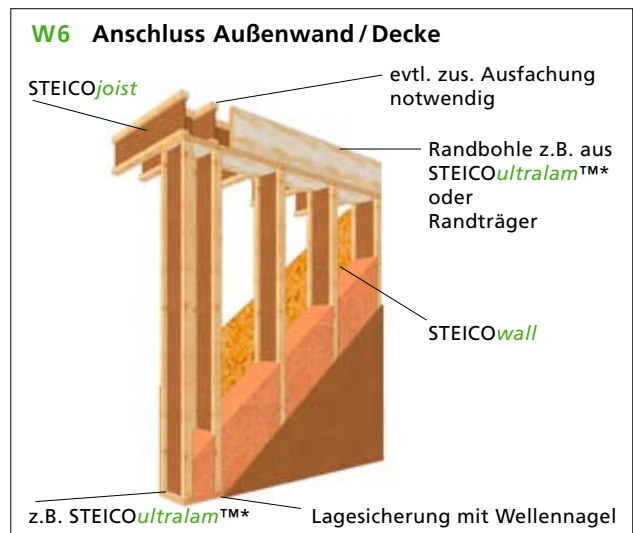 W6 Anschluss Außenwand / Decke
STEICOjoist
evtl. zus. Ausfachung
notwendig
Randbohle z.B. aus
STEICOultralam™*
oder
Randträger
STEICOwall
z.B. STEICOultralam™*
Lagesicherung mit Wellennagel